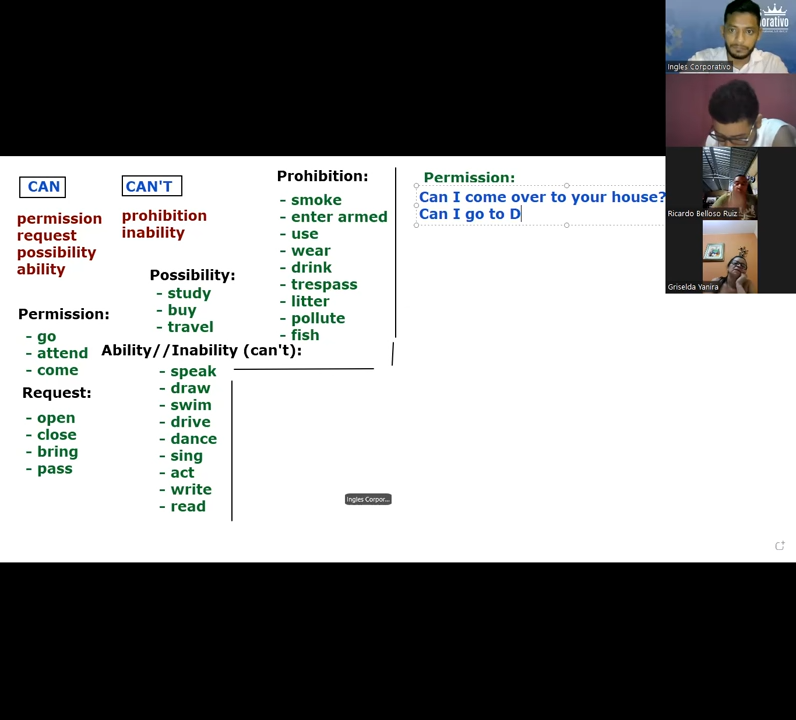 CAN
permission
request
possibility
ability
CAN'T
prohibition
inability
Permission:
- go
- attend
- come
Request:
- open
- close
- bring
- pass
Possibility:
- study
- buy
- travel
Ability//Inability (can't):
- speak
- draw
- swim
- drive
- dance
- sing
- act
- write
- read
Prohibition:
- smoke
- enter armed
- use
- wear
- drink
- trespass
- litter
- pollute
- fish
Permission:
Can I come over to your house?
Can I go to D
Ingles Corpor...
orativo
Ingles Corporativo
Ricardo Belloso Ruiz
Griselda Yanira